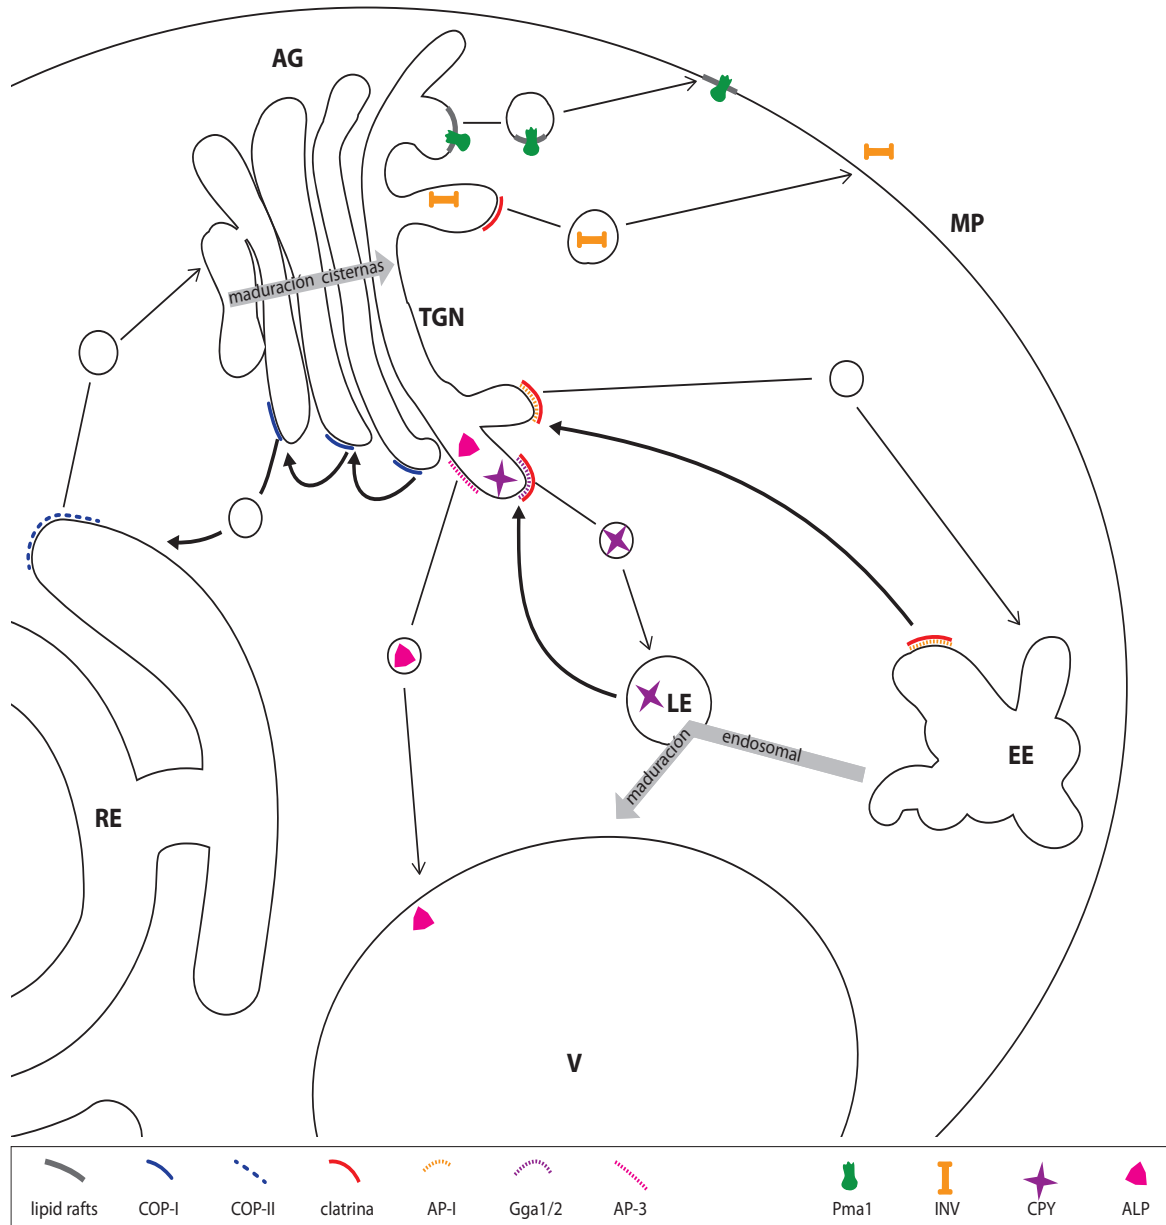 AG
MP
maduración cisternas
TGN
LE
maduración
endosomal
EE
RE
V
lipid rafts
COP-I
COP-II
clatrina
AP-I
Gga1/2
AP-3
Pma1
INV
CPY
ALP